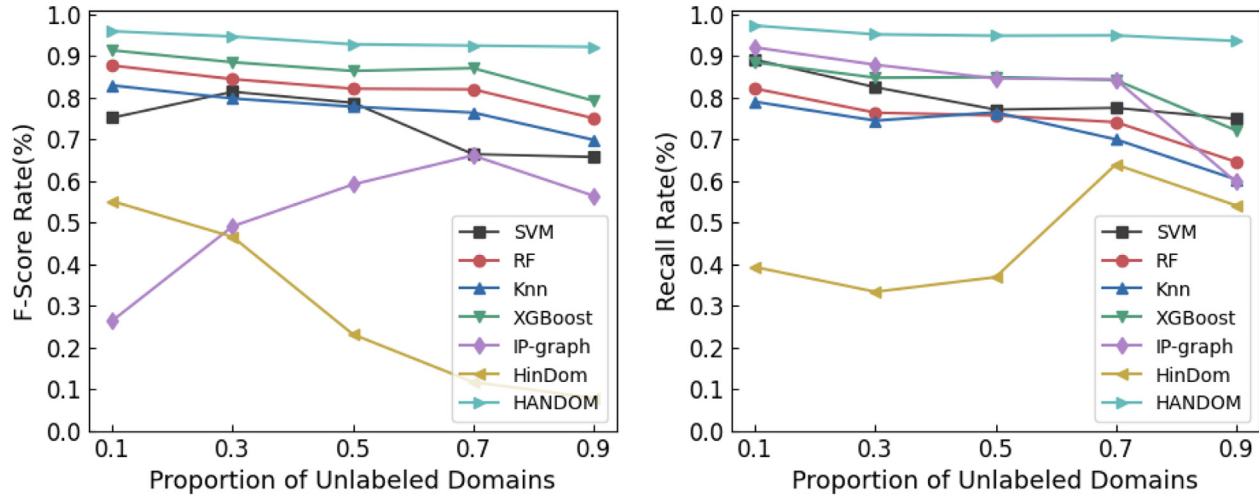 F-Score Rate(%)
1.0
0.9
0.8
0.7
0.6
0.5
0.4
0.3
0.2
0.1
0.0
SVM
RF
Knn
XGBoost
IP-graph
HinDom
HANDOM
0.1 0.3 0.5 0.7 0.9
Proportion of Unlabeled Domains
Recall Rate(%)
1.0
0.9
0.8
0.7
0.6
0.5
0.4
0.3
0.2
0.1
0.0
SVM
RF
Knn
XGBoost
IP-graph
HinDom
HANDOM
0.1 0.3 0.5 0.7 0.9
Proportion of Unlabeled Domains